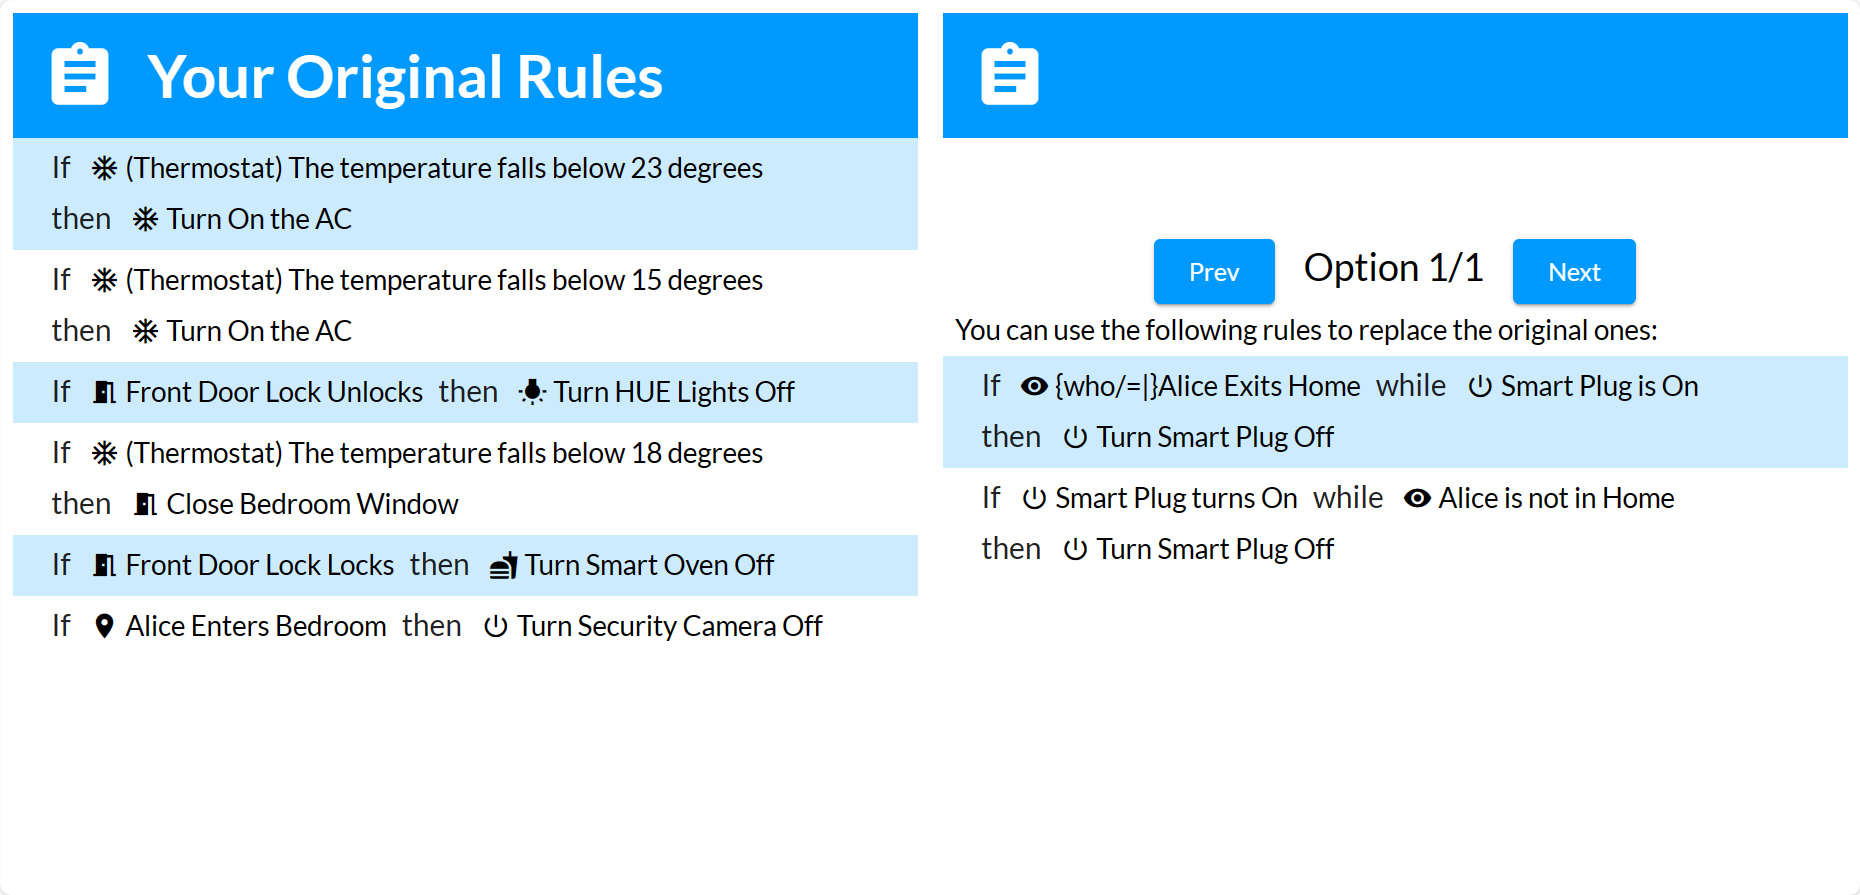 Your Original Rules
If (Thermostat) The temperature falls below 23 degrees
then Turn On the AC
If (Thermostat) The temperature falls below 15 degrees
then Turn On the AC
If Front Door Lock Unlocks then Turn HUE Lights Off
If (Thermostat) The temperature falls below 18 degrees
then Close Bedroom Window
If Front Door Lock Locks then Turn Smart Oven Off
If Alice Enters Bedroom then Turn Security Camera Off
Prev Option 1/1 Next
You can use the following rules to replace the original ones:
If {who/=|}Alice Exits Home while Smart Plug is On
then Turn Smart Plug Off
If Smart Plug turns On while Alice is not in Home
then Turn Smart Plug Off